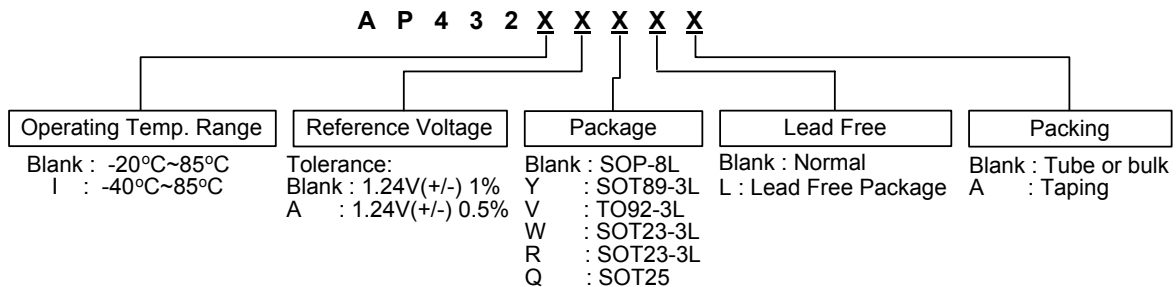 A P 4 3 2 X X X X X
Operating Temp. Range
Blank : -20°C~85°C
I : -40°C~85°C
Reference Voltage
Tolerance:
Blank : 1.24V(+/-) 1%
A : 1.24V(+/-) 0.5%
Package
Blank : SOP-8L
Y : SOT89-3L
V : TO92-3L
W : SOT23-3L
R : SOT23-3L
Q : SOT25
Lead Free
Blank : Normal
L : Lead Free Package
Packing
Blank : Tube or bulk
A : Taping